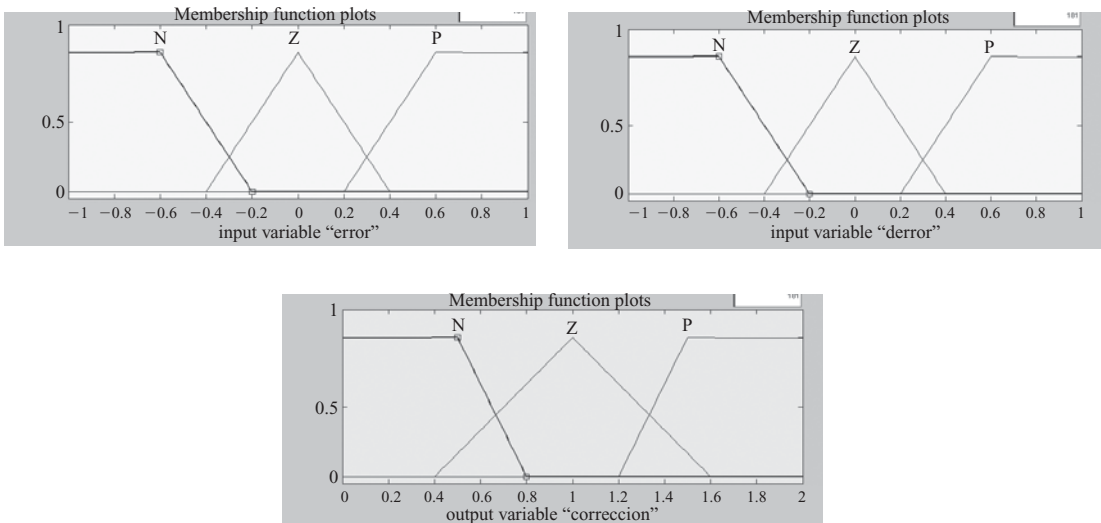 Membership function plots
181
1
N
Z
P
0.5
0
−1 −0.8 −0.6 −0.4 −0.2 0 0.2 0.4 0.6 0.8 1
input variable “error”
Membership function plots
181
1
N
Z
P
0.5
0
−1 −0.8 −0.6 −0.4 −0.2 0 0.2 0.4 0.6 0.8 1
input variable “derror”
Membership function plots
181
1
N
Z
P
0.5
0
0 0.2 0.4 0.6 0.8 1 1.2 1.4 1.6 1.8 2
output variable “correccion”